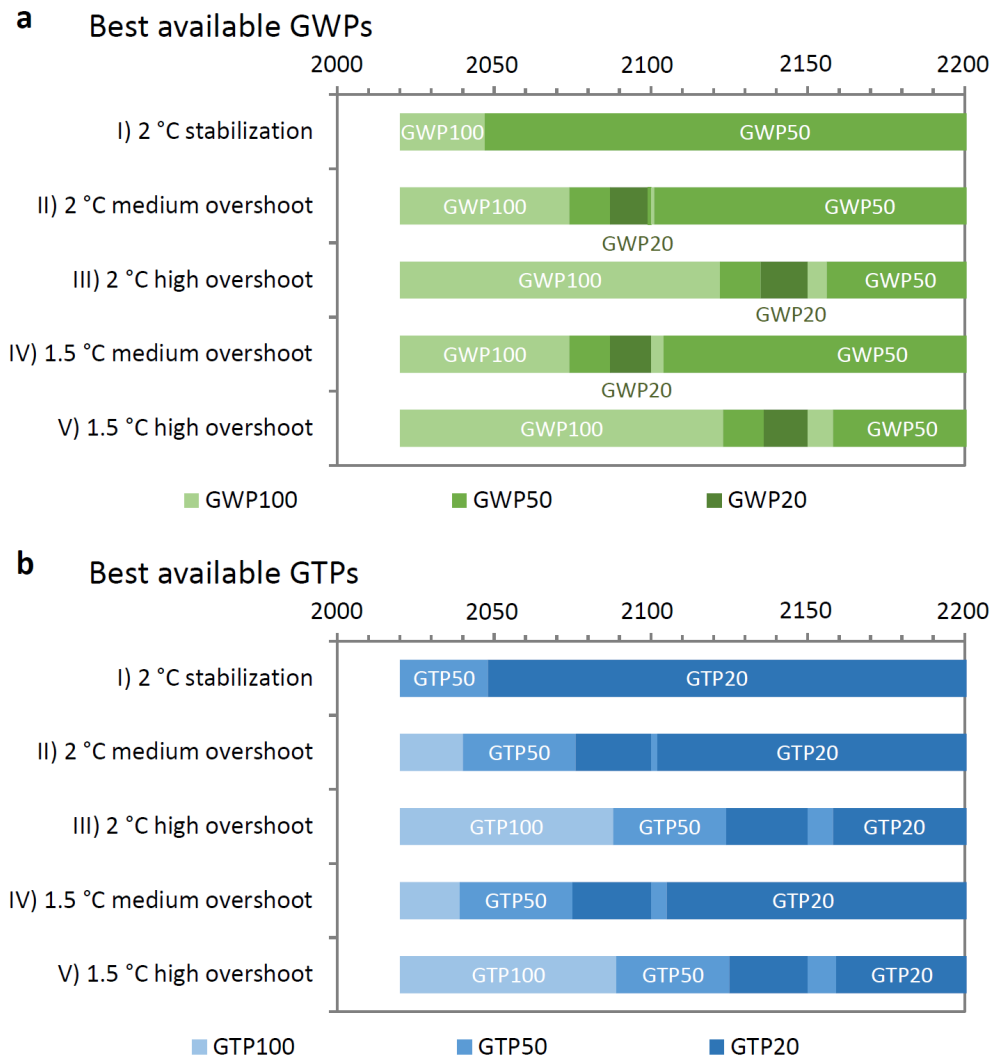 a Best available GWPs
2000 2050 2100 2150 2200
I) 2 °C stabilization GWP100 GWP50
II) 2 °C medium overshoot GWP100 GWP50
GWP20
III) 2 °C high overshoot GWP100 GWP50
GWP20
IV) 1.5 °C medium overshoot GWP100 GWP50
GWP20
V) 1.5 °C high overshoot GWP100 GWP50
GWP100 GWP50 GWP20
b Best available GTPs
2000 2050 2100 2150 2200
I) 2 °C stabilization GTP50 GTP20
II) 2 °C medium overshoot GTP50 GTP20
III) 2 °C high overshoot GTP100 GTP50 GTP20
IV) 1.5 °C medium overshoot GTP50 GTP20
V) 1.5 °C high overshoot GTP100 GTP50 GTP20
GTP100 GTP50 GTP20